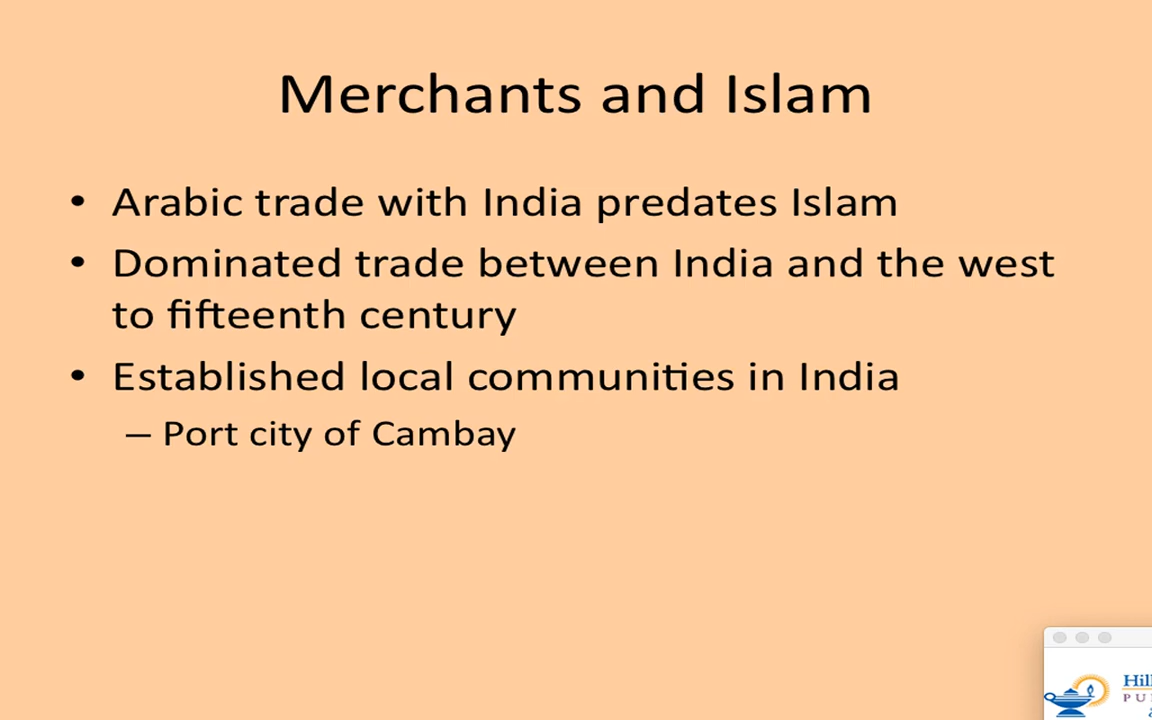 Merchants and Islam
• Arabic trade with India predates Islam
• Dominated trade between India and the west
to fifteenth century
• Established local communities in India
– Port city of Cambay